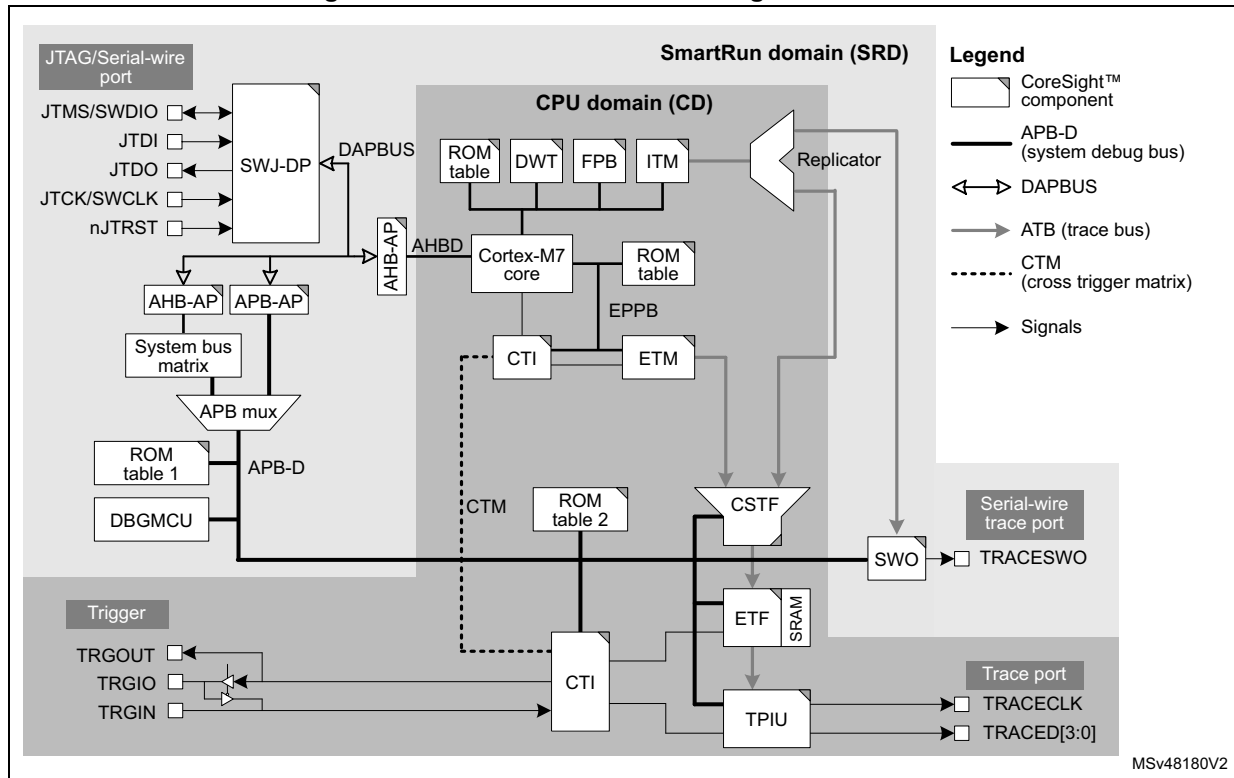 SmartRun domain (SRD)
JTAG/Serial-wire
port
JTMS/SWDIO
JTDI
JTDO
JTCK/SWCLK
nJTRST
SWJ-DP
DAPBUS
CPU domain (CD)
ROM
table
DWT
FPB
ITM
Replicator
AHB-AP
AHBD
Cortex-M7
core
ROM
table
EPPB
AHB-AP
APB-AP
System bus
matrix
CTI
ETM
APB mux
ROM
table 1
APB-D
DBGMCU
CTM
ROM
table 2
CSTF
Serial-wire
trace port
SWO
TRACESWO
ETF
SRAM
Trigger
TRGOUT
TRGIO
TRGIN
CTI
TPIU
Trace port
TRACECLK
TRACED[3:0]
Legend
CoreSight™
component
APB-D
(system debug bus)
DAPBUS
ATB (trace bus)
CTM
(cross trigger matrix)
Signals
MSv48180V2